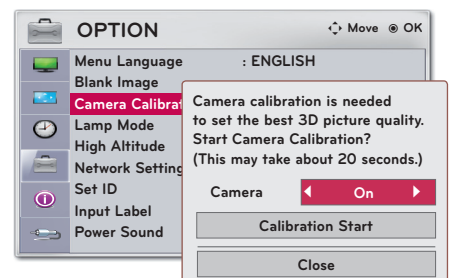 OPTION
Move OK
Menu Language : ENGLISH
Blank Image
Camera Calibrat
Lamp Mode
High Altitude
Network Setting
Set ID
Input Label
Power Sound
Camera calibration is needed
to set the best 3D picture quality.
Start Camera Calibration?
(This may take about 20 seconds.)
Camera On
Calibration Start
Close